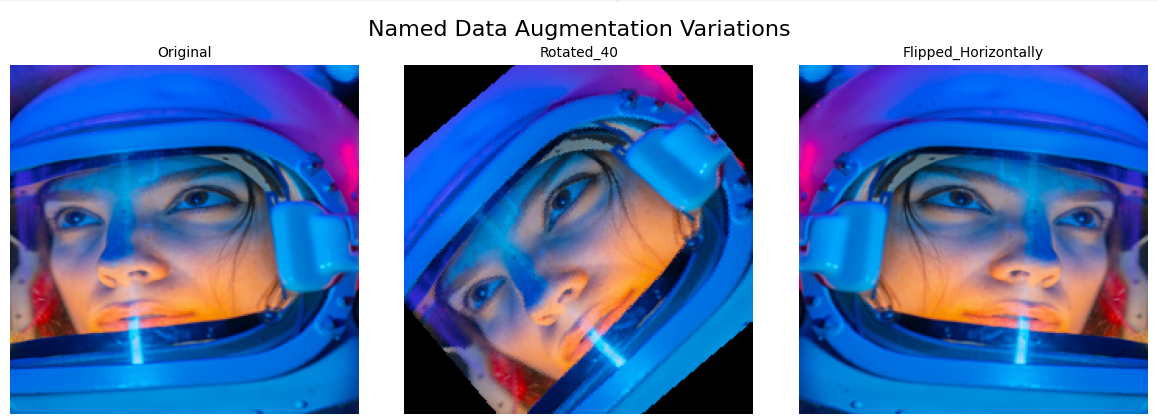 Named Data Augmentation Variations
Original
Rotated_40
Flipped_Horizontally